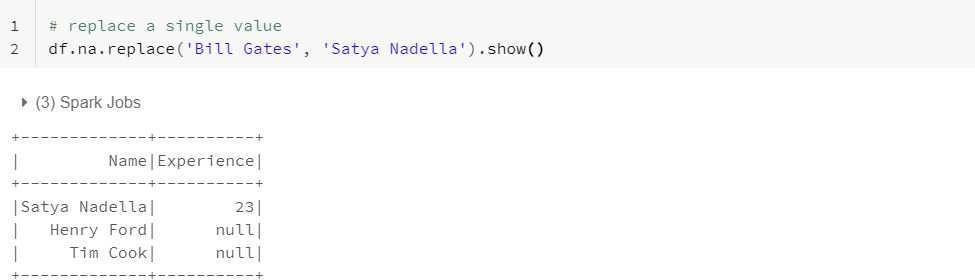 1 # replace a single value
2 df.na.replace('Bill Gates', 'Satya Nadella').show()
(3) Spark Jobs
+-------------+----------+
|         Name|Experience|
+-------------+----------+
|Satya Nadella|        23|
|   Henry Ford|      null|
|     Tim Cook|      null|
+-------------+----------+